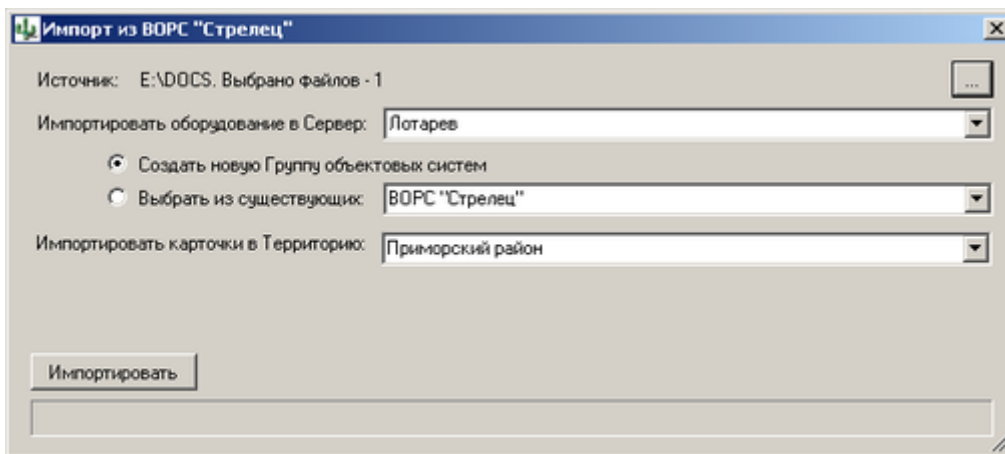 Импорт из ВОРС "Стрелец"
Источник: E:\DOCS. Выбрано файлов - 1 ...
Импортировать оборудование в Сервер: Лотарев
Создать новую Группу объектовых систем
Выбрать из существующих: ВОРС "Стрелец"
Импортировать карточки в Территорию: Приморский район
Импортировать